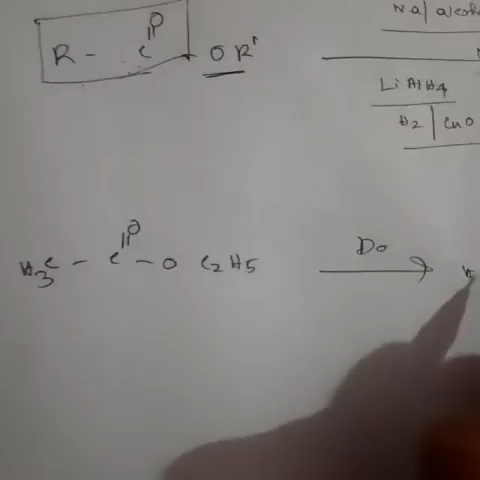 Na/alcoh
R - C - OR'
O
LiAlH4
H2/CuO
O
H3C - C - O C2H5 Do H